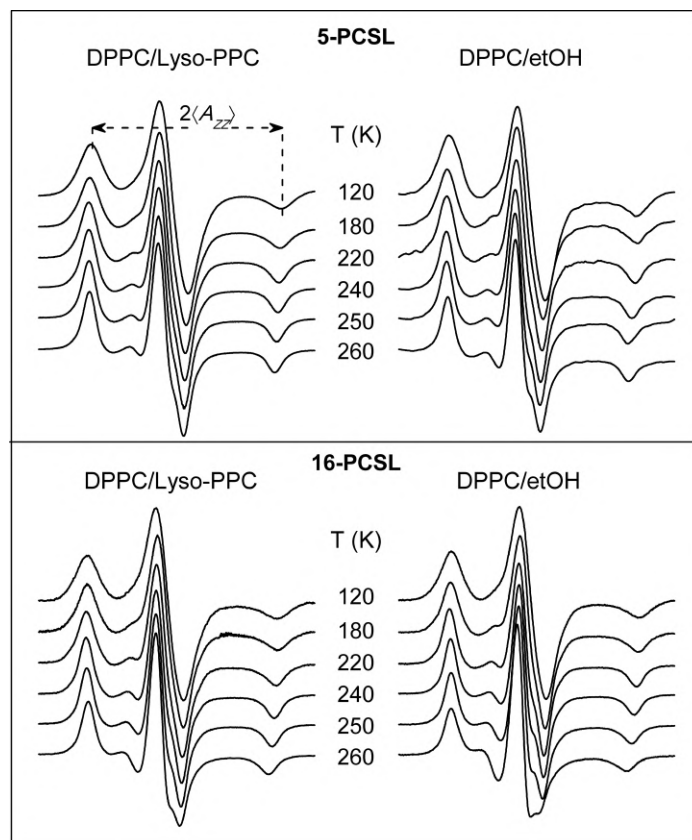 5-PCSL
DPPC/Lyso-PPC DPPC/etOH
2⟨A_ZZ⟩
T (K)
120
180
220
240
250
260
16-PCSL
DPPC/Lyso-PPC DPPC/etOH
T (K)
120
180
220
240
250
260